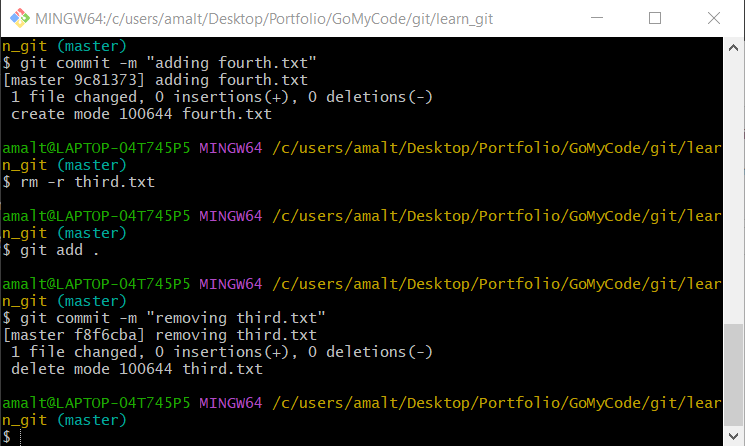 MINGW64:/c/users/amalt/Desktop/Portfolio/GoMyCode/git/learn_git
n_git (master)
$ git commit -m "adding fourth.txt"
[master 9c81373] adding fourth.txt
 1 file changed, 0 insertions(+), 0 deletions(-)
 create mode 100644 fourth.txt
amalt@LAPTOP-04T745P5 MINGW64 /c/users/amalt/Desktop/Portfolio/GoMyCode/git/lear
n_git (master)
$ rm -r third.txt
amalt@LAPTOP-04T745P5 MINGW64 /c/users/amalt/Desktop/Portfolio/GoMyCode/git/lear
n_git (master)
$ git add .
amalt@LAPTOP-04T745P5 MINGW64 /c/users/amalt/Desktop/Portfolio/GoMyCode/git/lear
n_git (master)
$ git commit -m "removing third.txt"
[master f8f6cba] removing third.txt
 1 file changed, 0 insertions(+), 0 deletions(-)
 delete mode 100644 third.txt
amalt@LAPTOP-04T745P5 MINGW64 /c/users/amalt/Desktop/Portfolio/GoMyCode/git/lear
n_git (master)
$